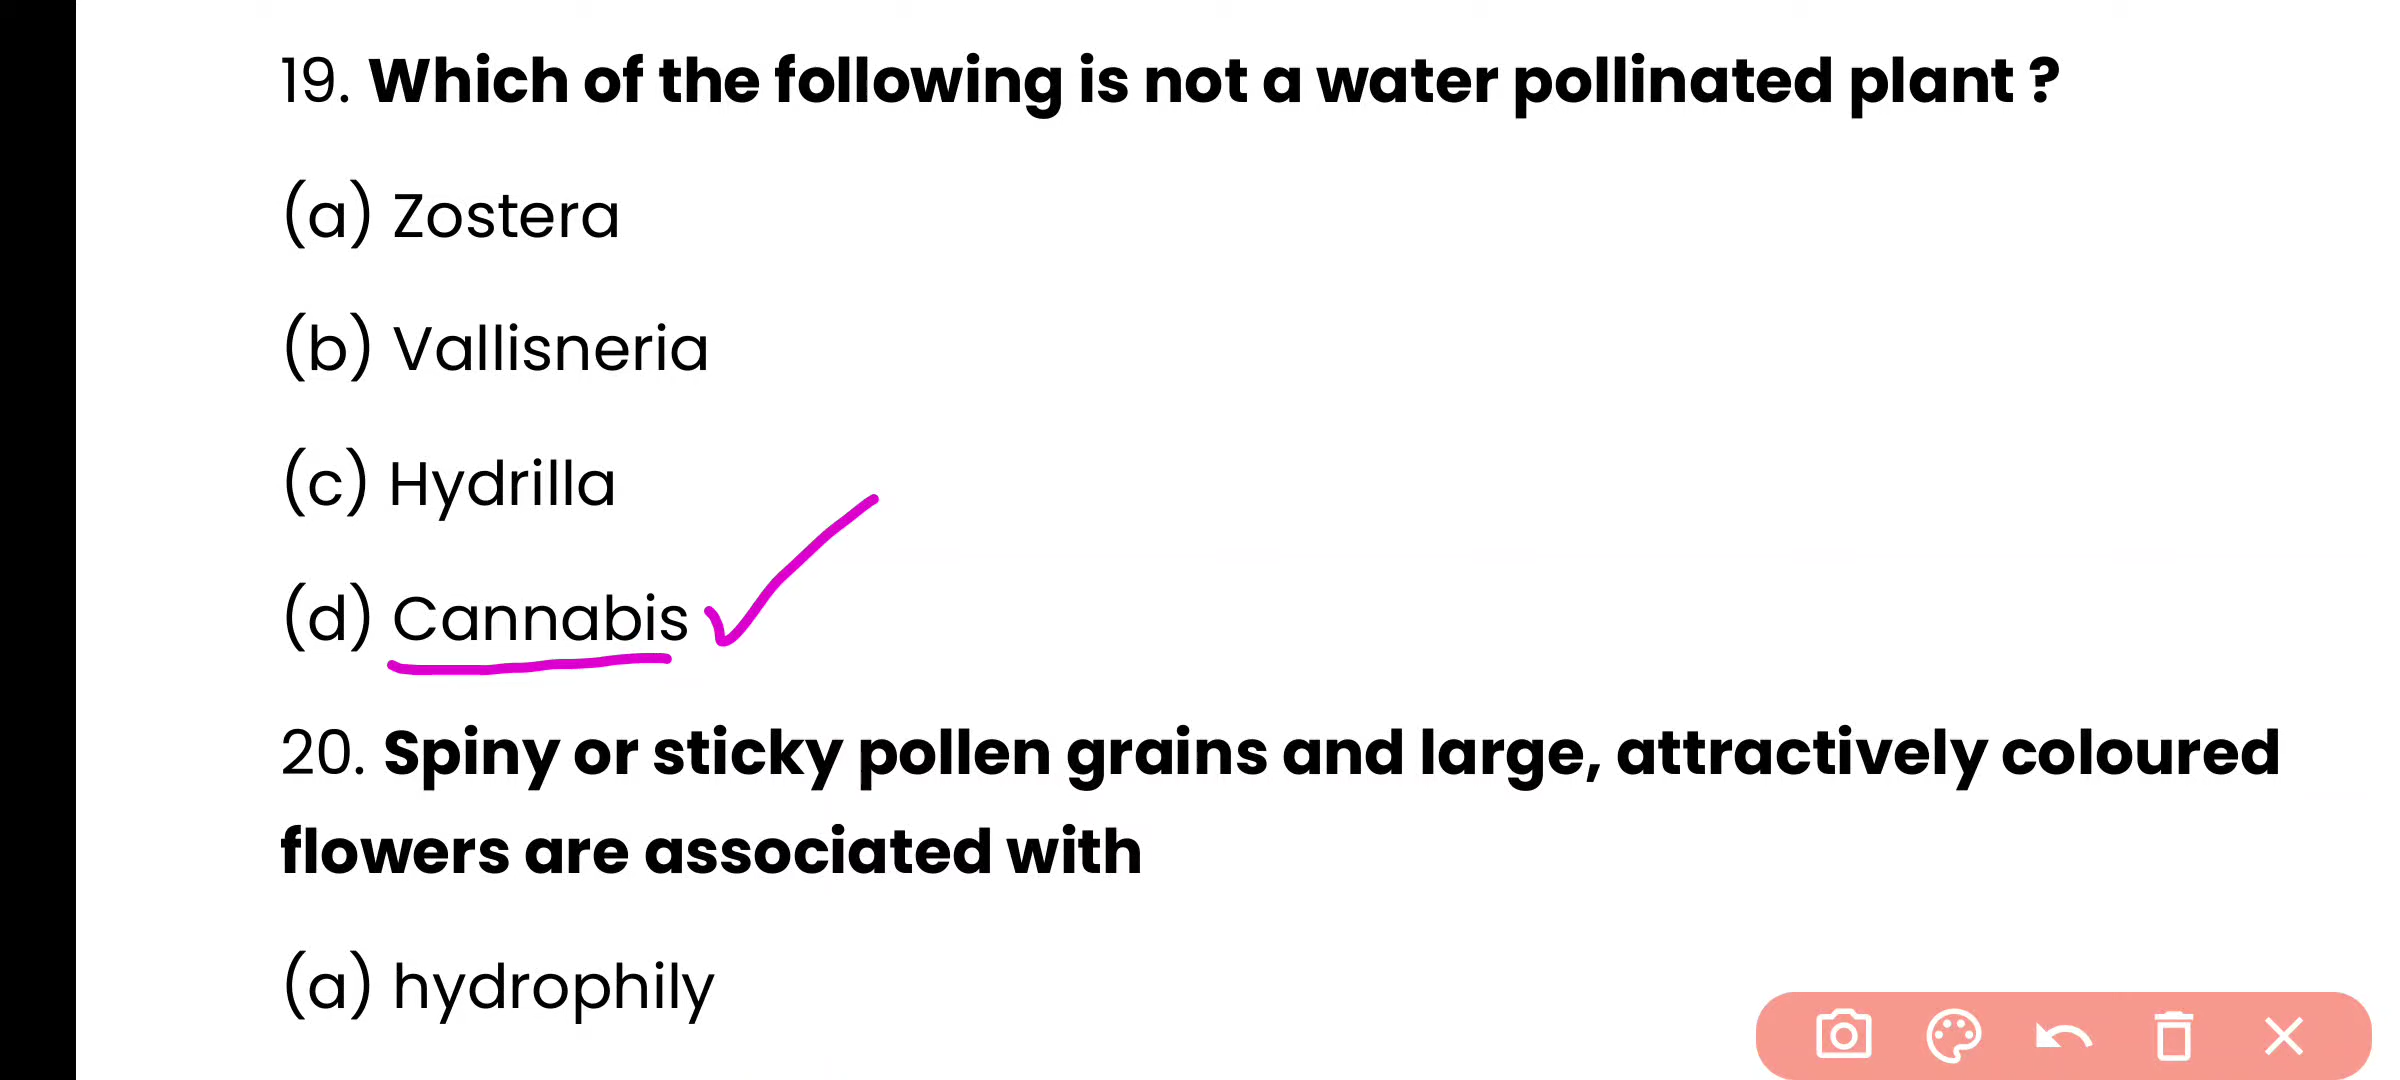 19. Which of the following is not a water pollinated plant ?
(a) Zostera
(b) Vallisneria
(c) Hydrilla
(d) Cannabis
20. Spiny or sticky pollen grains and large, attractively coloured
flowers are associated with
(a) hydrophily